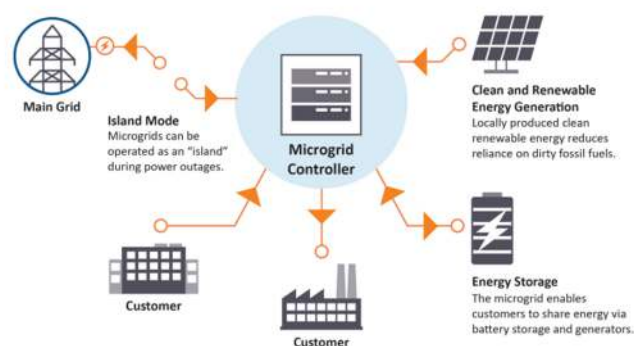 Main Grid
Island Mode
Microgrids can be
operated as an “island”
during power outages.
Microgrid
Controller
Clean and Renewable
Energy Generation
Locally produced clean
renewable energy reduces
reliance on dirty fossil fuels.
Customer
Customer
Energy Storage
The microgrid enables
customers to share energy via
battery storage and generators.